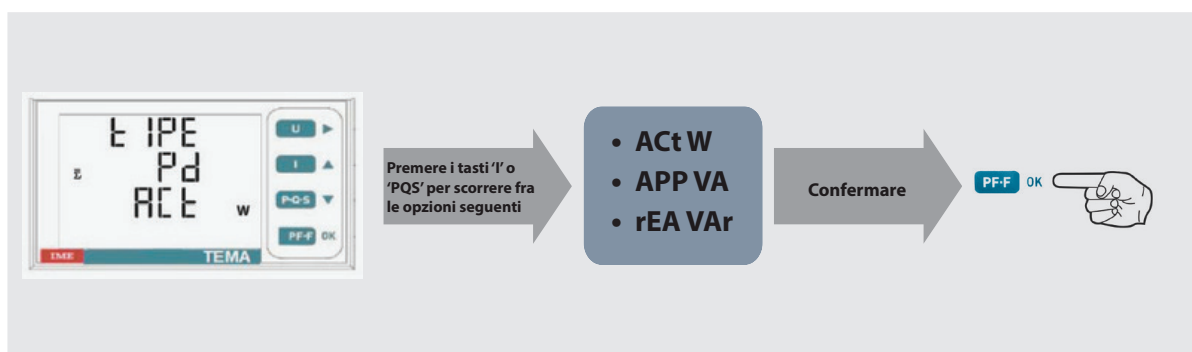 t IPE
Σ Pd
ACt W
U
I
P-Q-S
PF-F OK
IME TEMA
Premere i tasti ‘I’ o
‘PQS’ per scorrere fra
le opzioni seguenti
• ACt W
• APP VA
• rEA VAr
Confermare
PF-F OK